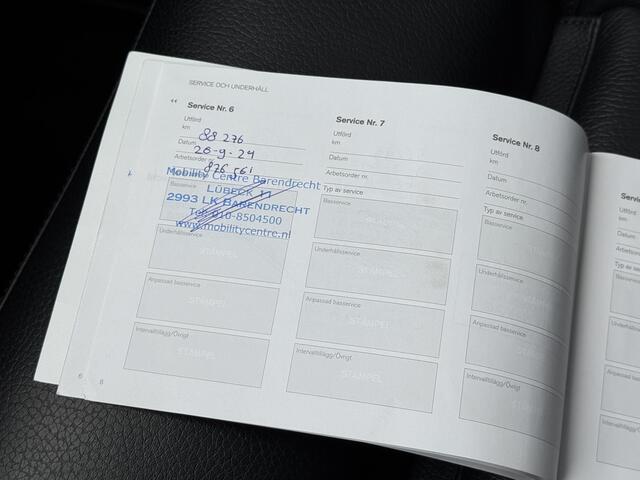 SERVICE OCH UNDERHÅLL
‹‹ Service Nr. 6
Utförd
km 88 276
Datum 20-9-24
Arbetsorder nr. 876 561
Mobility Centre Barendrecht
LÜBECK 11
2993 LK BARENDRECHT
Tel: 010-8504500
www.mobilitycentre.nl
Basservice
Underhållsservice
STÄMPEL
Anpassad basservice
STÄMPEL
Intervalltillägg/Övrigt
STÄMPEL
Service Nr. 7
Utförd
km
Datum
Arbetsorder nr.
Typ av service
Basservice
STÄMPEL
Underhållsservice
STÄMPEL
Anpassad basservice
STÄMPEL
Intervalltillägg/Övrigt
STÄMPEL
Service Nr. 8
Utförd
km
Datum
Arbetsorder nr.
Typ av service
Basservice
Underhållsservice
Anpassad basservice
Intervalltillägg/Övrigt
6 8